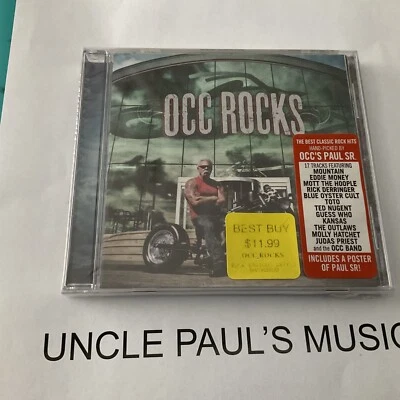 OCC ROCKS
THE BEST CLASSIC ROCK HITS
HAND-PICKED BY
OCC'S PAUL SR.
17 TRACKS FEATURING
MOUNTAIN
EDDIE MONEY
MOTT THE HOOPLE
RICK DERRINGER
BLUE OYSTER CULT
TOTO
TED NUGENT
GUESS WHO
KANSAS
THE OUTLAWS
MOLLY HATCHET
JUDAS PRIEST
and the OCC BAND
INCLUDES A POSTER
OF PAUL SR!
BEST BUY
$11.99
OCC ROCKS
UNCLE PAUL'S MUSIC